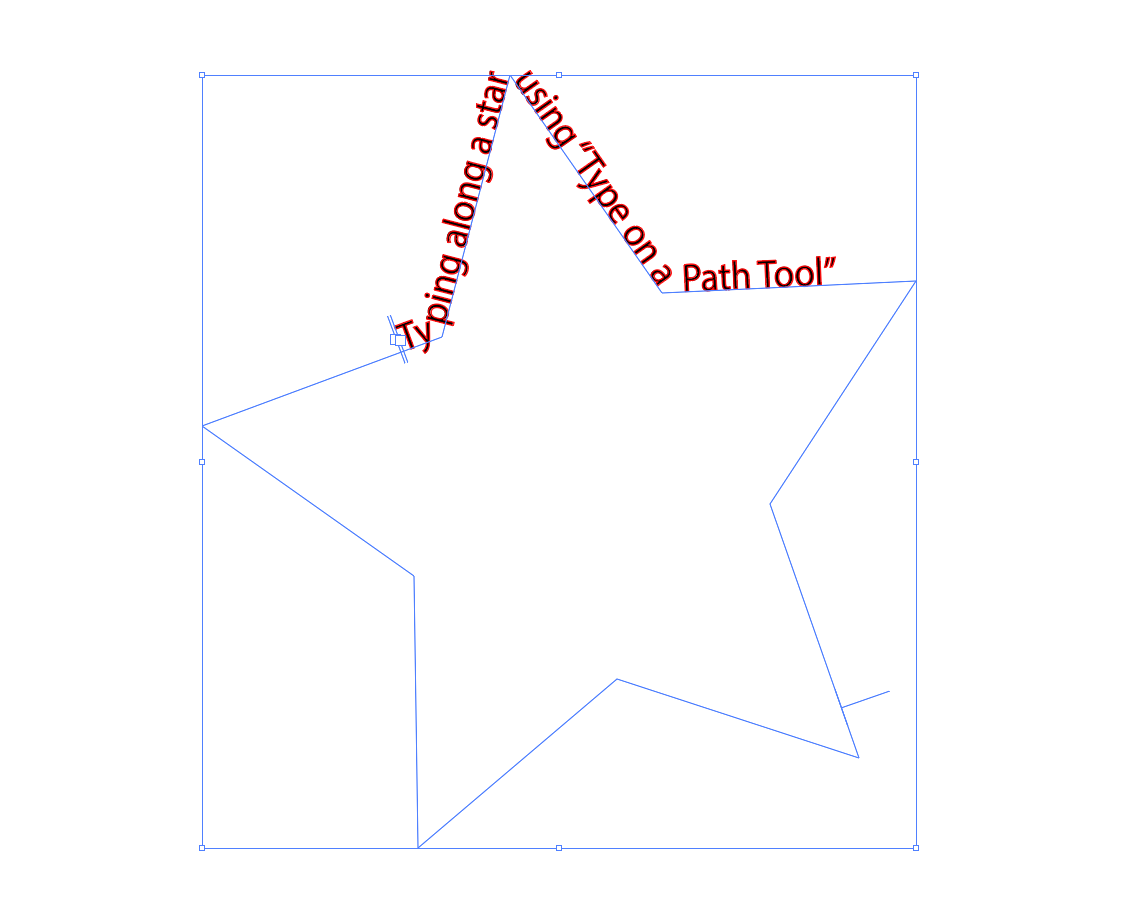 Typing along a star using “Type on a Path Tool”